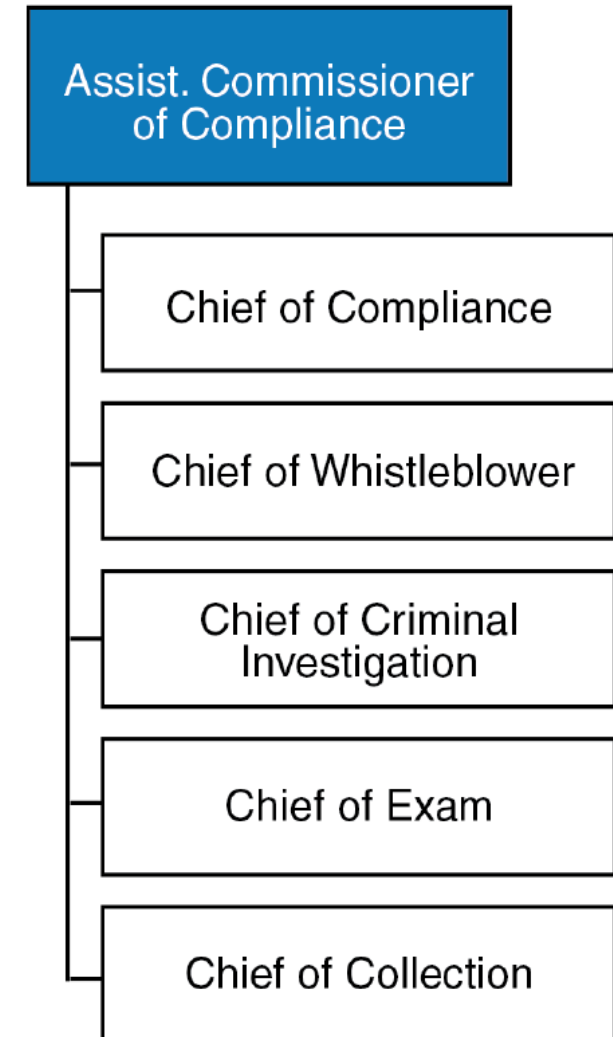 Assist. Commissioner
of Compliance
Chief of Compliance
Chief of Whistleblower
Chief of Criminal
Investigation
Chief of Exam
Chief of Collection